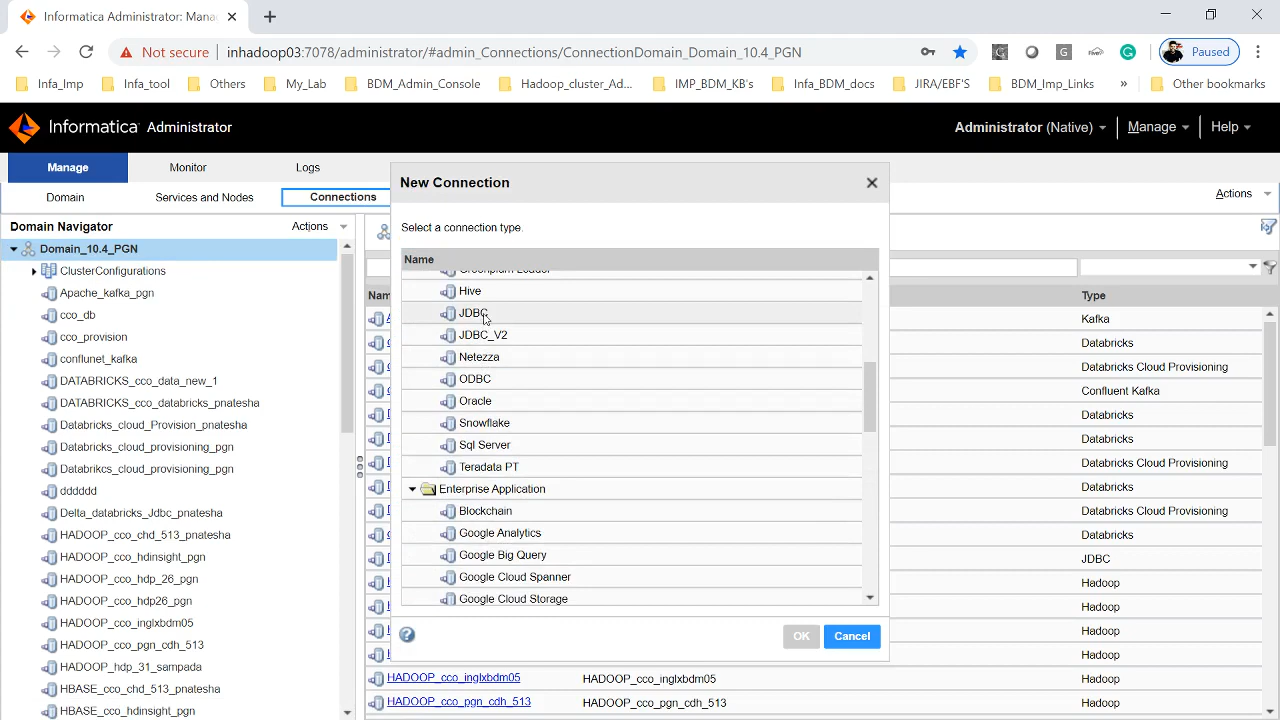 Informatica Administrator: Mana
Not secure inhadoop03:7078/administrator/#admin_Connections/ConnectionDomain_Domain_10.4_PGN
Paused
Infa_Imp Infa_tool Others My_Lab BDM_Admin_Console Hadoop_cluster_Ad... IMP_BDM_KB's Infa_BDM_docs JIRA/EBF'S BDM_Imp_Links » Other bookmarks
Informatica Administrator
Administrator (Native) Manage Help
Manage Monitor Logs
Domain Services and Nodes Connections Actions
Domain Navigator Actions
Domain_10.4_PGN
ClusterConfigurations
Apache_kafka_pgn
cco_db
cco_provision
conflunet_kafka
DATABRICKS_cco_data_new_1
DATABRICKS_cco_databricks_pnatesha
Databricks_cloud_Provision_pnatesha
Databricks_cloud_provisioning_pgn
Databrikcs_cloud_provisioning_pgn
dddddd
Delta_databricks_Jdbc_pnatesha
HADOOP_cco_chd_513_pnatesha
HADOOP_cco_hdinsight_pgn
HADOOP_cco_hdp_26_pgn
HADOOP_cco_hdp26_pgn
HADOOP_cco_inglxbdm05
HADOOP_cco_pgn_cdh_513
HADOOP_hdp_31_sampada
HBASE_cco_chd_513_pnatesha
HBASE_cco_hdinsight_pgn
New Connection
Select a connection type.
Name
Greenplum Loader
Hive
JDBC
JDBC_V2
Netezza
ODBC
Oracle
Snowflake
Sql Server
Teradata PT
Enterprise Application
Blockchain
Google Analytics
Google Big Query
Google Cloud Spanner
Google Cloud Storage
OK Cancel
Nam
Type
Kafka
Databricks
Databricks Cloud Provisioning
Confluent Kafka
Databricks
Databricks
Databricks Cloud Provisioning
Databricks
Databricks Cloud Provisioning
Databricks
JDBC
Hadoop
Hadoop
Hadoop
Hadoop
HADOOP_cco_inglxbdm05 HADOOP_cco_inglxbdm05 Hadoop
HADOOP_cco_pgn_cdh_513 HADOOP_cco_pgn_cdh_513 Hadoop